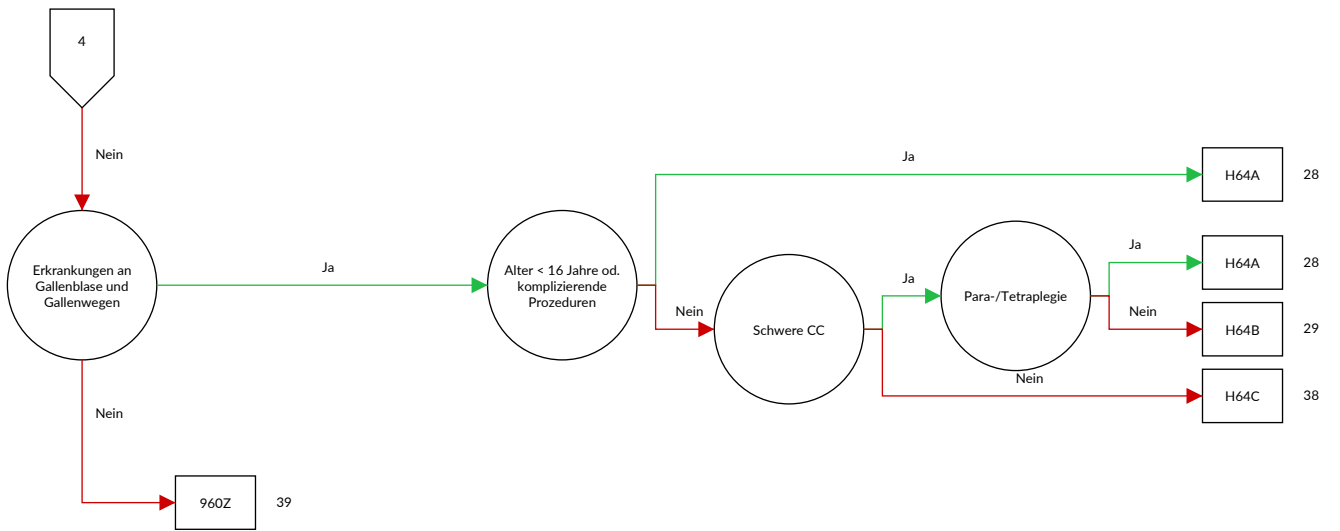 4
Nein
Ja
H64A 28
Erkrankungen an
Gallenblase und
Gallenwegen
Ja
Alter < 16 Jahre od.
komplizierende
Prozeduren
Nein
Schwere CC
Ja
Para-/Tetraplegie
Ja
H64A 28
Nein
H64B 29
Nein
H64C 38
Nein
960Z 39